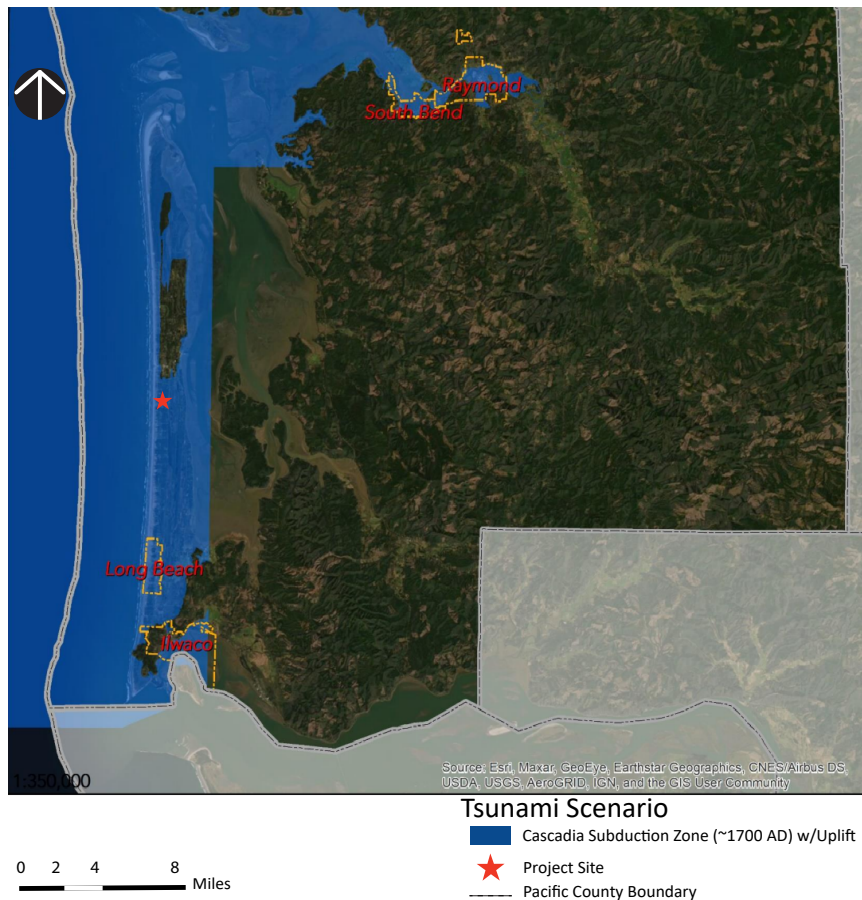 Raymond
South Bend
Long Beach
Ilwaco
1:350,000
Source: Esri, Maxar, GeoEye, Earthstar Geographics, CNES/Airbus DS,
USDA, USGS, AeroGRID, IGN, and the GIS User Community
Tsunami Scenario
Cascadia Subduction Zone (~1700 AD) w/Uplift
Project Site
Pacific County Boundary
0 2 4 8
Miles